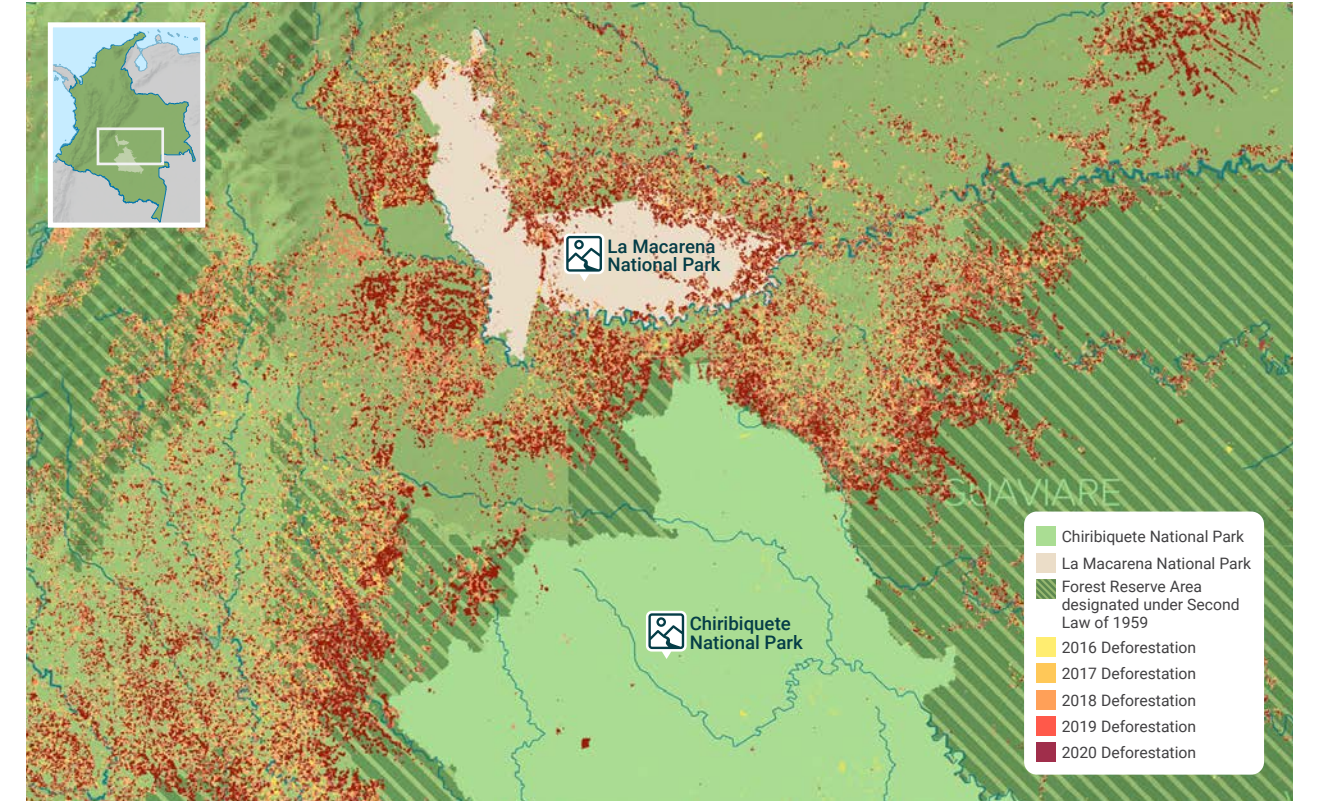 La Macarena
National Park
GUAVIARE
Chiribiquete National Park
La Macarena National Park
Forest Reserve Area
designated under Second
Law of 1959
2016 Deforestation
2017 Deforestation
2018 Deforestation
2019 Deforestation
2020 Deforestation
Chiribiquete
National Park